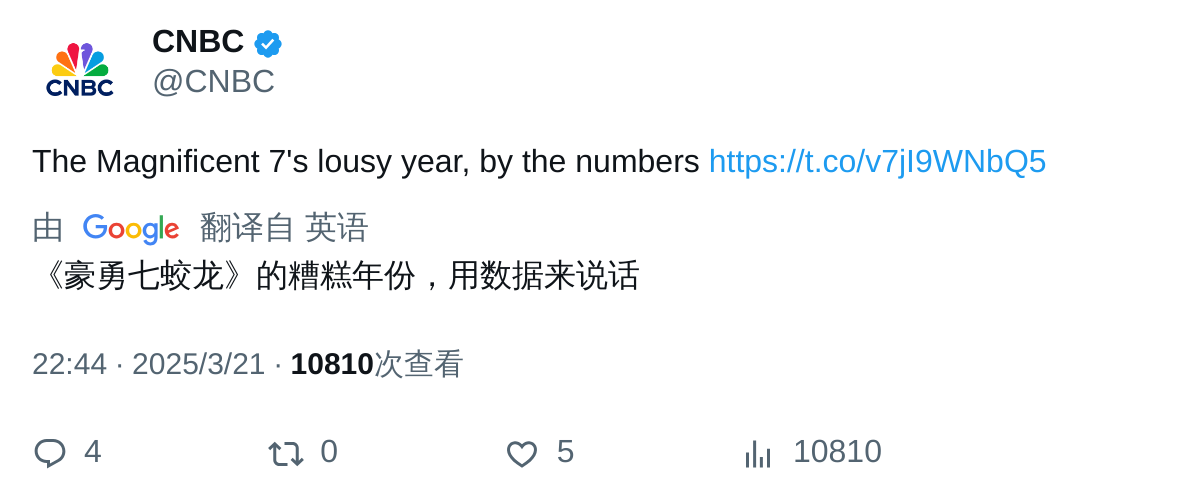 CNBC
CNBC
@CNBC
The Magnificent 7's lousy year, by the numbers https://t.co/v7jI9WNbQ5
由 Google 翻译自 英语
《豪勇七蛟龙》的糟糕年份，用数据来说话
22:44 · 2025/3/21 · 10810次查看
4 0 5 10810